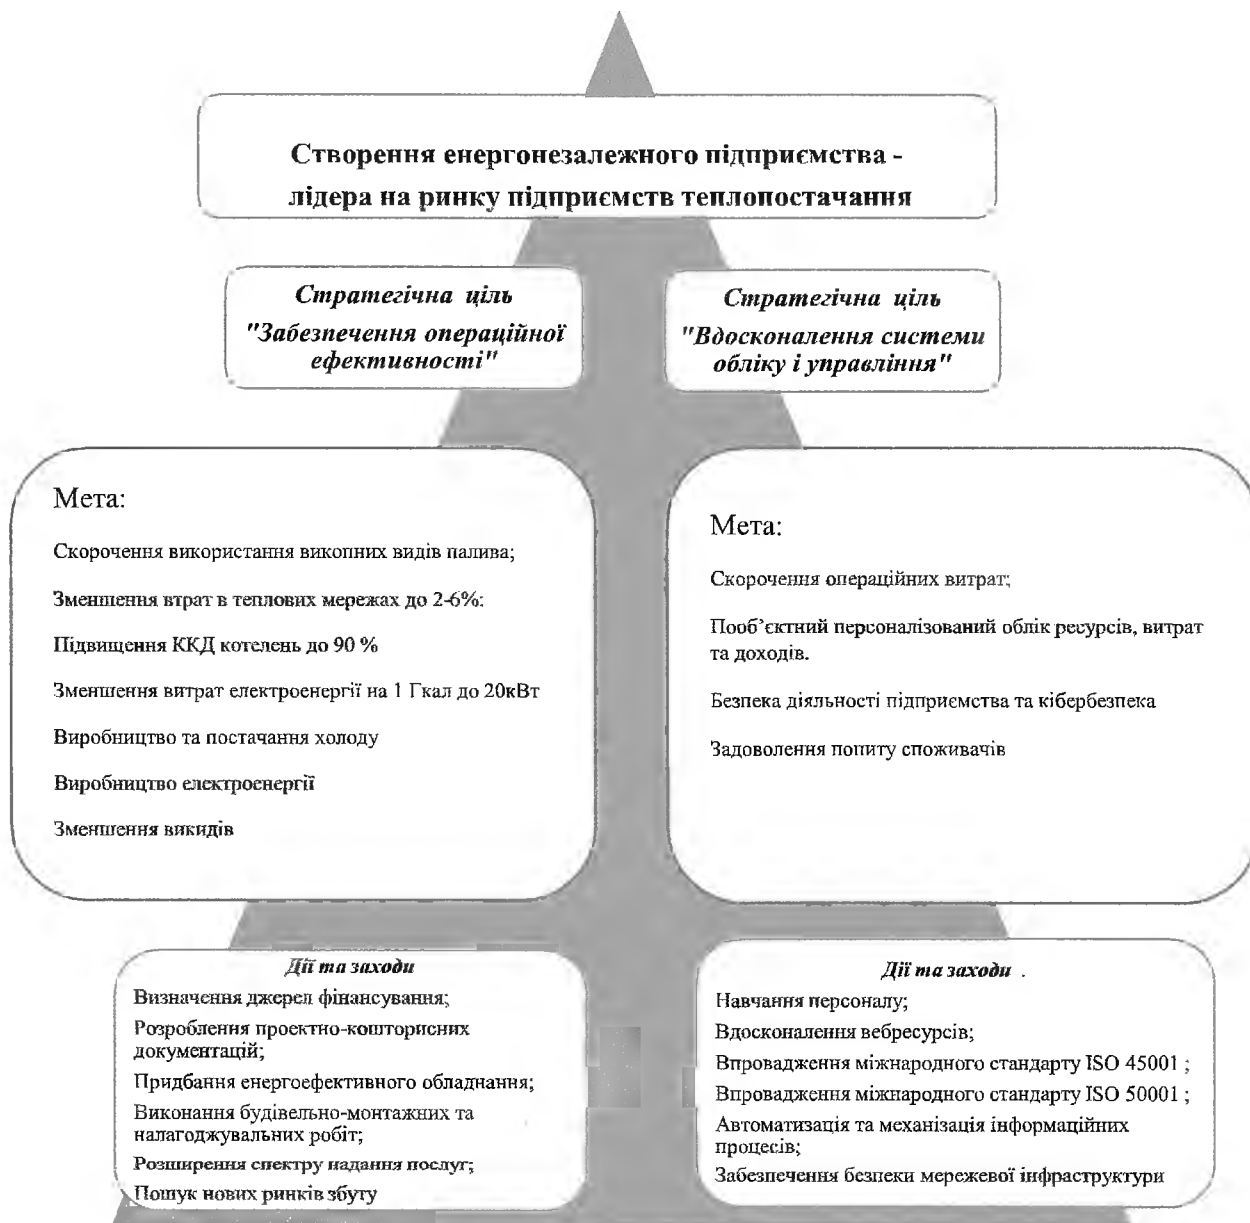 Створення енергонезалежного підприємства -
лідера на ринку підприємств теплопостачання
Стратегічна ціль
"Забезпечення операційної
ефективності"
Стратегічна ціль
"Вдосконалення системи
обліку і управління"
Мета:
Скорочення використання викопних видів палива;
Зменшення втрат в теплових мережах до 2-6%:
Підвищення ККД котелень до 90 %
Зменшення витрат електроенергії на 1 Гкал до 20кВт
Виробництво та постачання холоду
Виробництво електроенергії
Зменшення викидів
Мета:
Скорочення операційних витрат;
Пооб’єктний персоналізований облік ресурсів, витрат
та доходів.
Безпека діяльності підприємства та кібербезпека
Задоволення попиту споживачів
Дії та заходи
Визначення джерел фінансування;
Розроблення проектно-кошторисних
документацій;
Придбання енергоефективного обладнання;
Виконання будівельно-монтажних та
налагоджувальних робіт;
Розширення спектру надання послуг;
Пошук нових ринків збуту
Дії та заходи .
Навчання персоналу;
Вдосконалення вебресурсів;
Впровадження міжнародного стандарту ISO 45001 ;
Впровадження міжнародного стандарту ISO 50001 ;
Автоматизація та механізація інформаційних
процесів;
Забезпечення безпеки мережевої інфраструктури